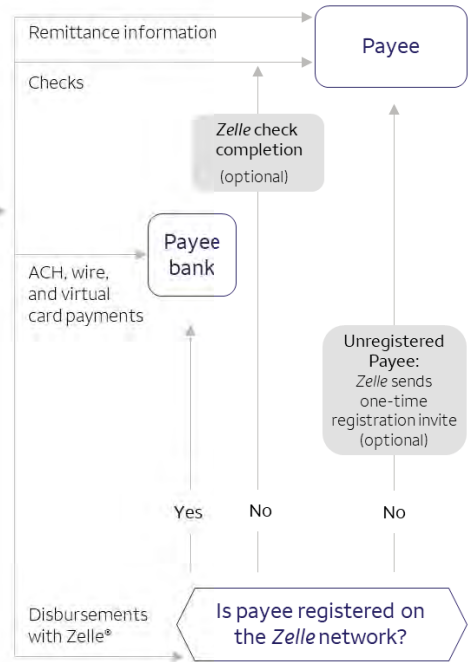 Remittance information
Payee
Checks
Zelle check
completion
(optional)
Payee
bank
ACH, wire,
and virtual
card payments
Unregistered
Payee:
Zelle sends
one-time
registration invite
(optional)
Yes
No
No
Disbursements
with Zelle®
Is payee registered on
the Zelle network?